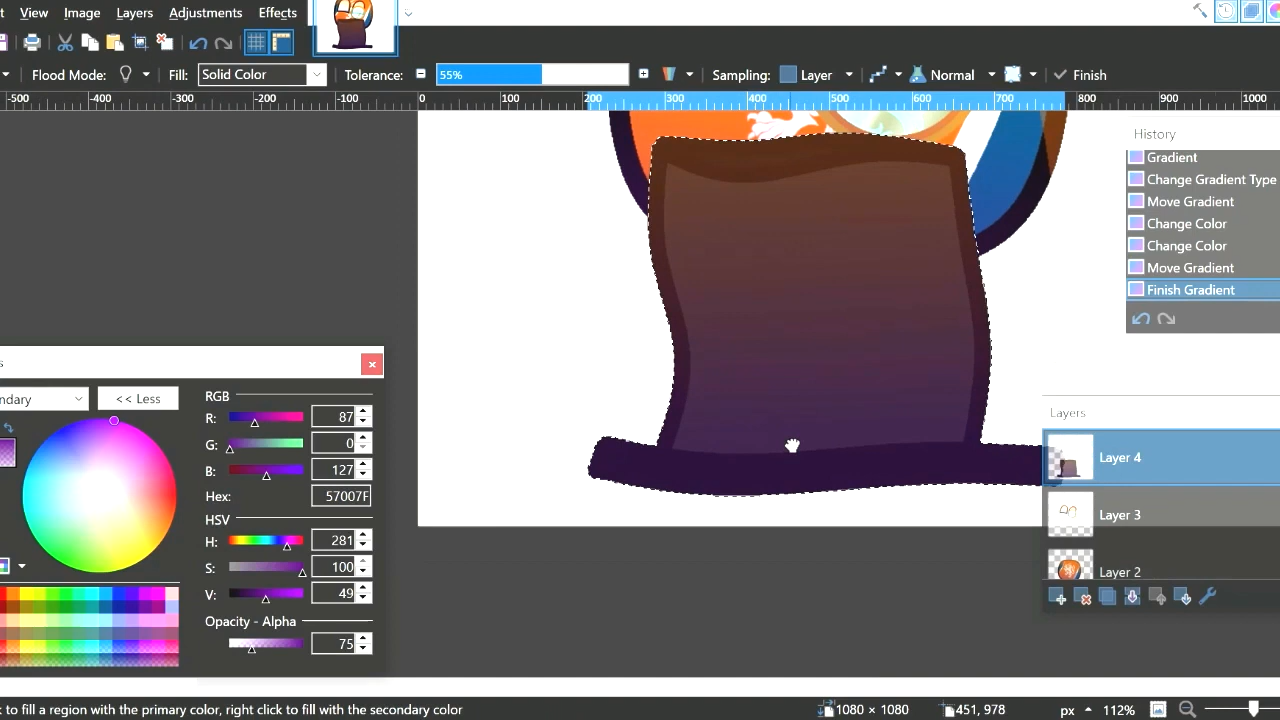 View Image Layers Adjustments Effects
Flood Mode: Fill: Solid Color Tolerance: 55% Sampling: Layer Normal Finish
-500 -400 -300 -200 -100 0 100 200 300 400 500 600 700 800 900 1000
History
Gradient
Change Gradient Type
Move Gradient
Change Color
Change Color
Move Gradient
Finish Gradient
<< Less
RGB
R: 87
G: 0
B: 127
Hex: 57007F
HSV
H: 281
S: 100
V: 49
Opacity - Alpha
75
Layers
Layer 4
Layer 3
Layer 2
to fill a region with the primary color, right click to fill with the secondary color
1080 × 1080
451, 978
px
112%